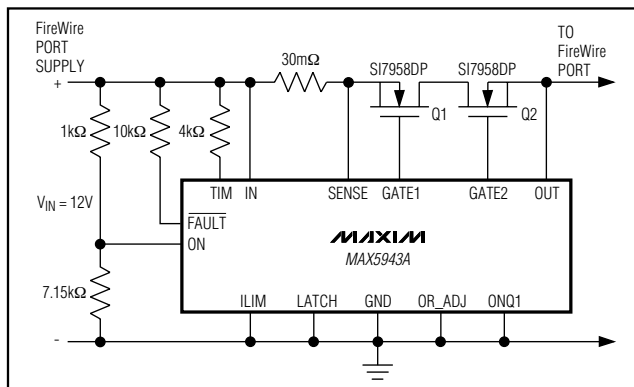 FireWire
PORT
SUPPLY
+
TO
FireWire
PORT
30mΩ
SI7958DP
SI7958DP
Q1
Q2
1kΩ
10kΩ
4kΩ
VIN = 12V
7.15kΩ
TIM
IN
SENSE
GATE1
GATE2
OUT
FAULT
ON
MAXIM
MAX5943A
ILIM
LATCH
GND
OR_ADJ
ONQ1
-